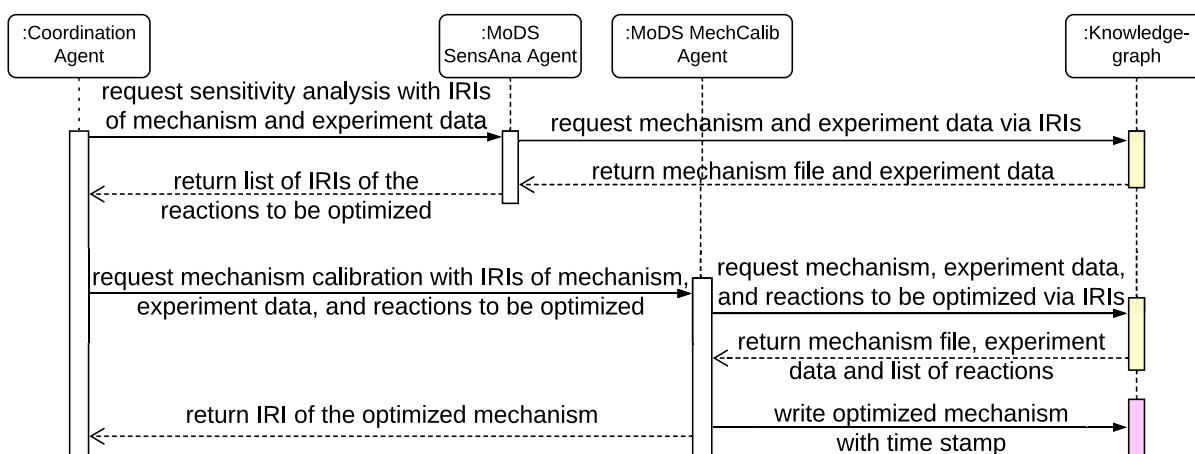 :Coordination
Agent
:MoDS
SensAna Agent
:MoDS MechCalib
Agent
:Knowledge-
graph
request sensitivity analysis with IRIs
of mechanism and experiment data
request mechanism and experiment data via IRIs
return mechanism file and experiment data
return list of IRIs of the
reactions to be optimized
request mechanism calibration with IRIs of mechanism,
experiment data, and reactions to be optimized
request mechanism, experiment data,
and reactions to be optimized via IRIs
return mechanism file, experiment
data and list of reactions
return IRI of the optimized mechanism
write optimized mechanism
with time stamp